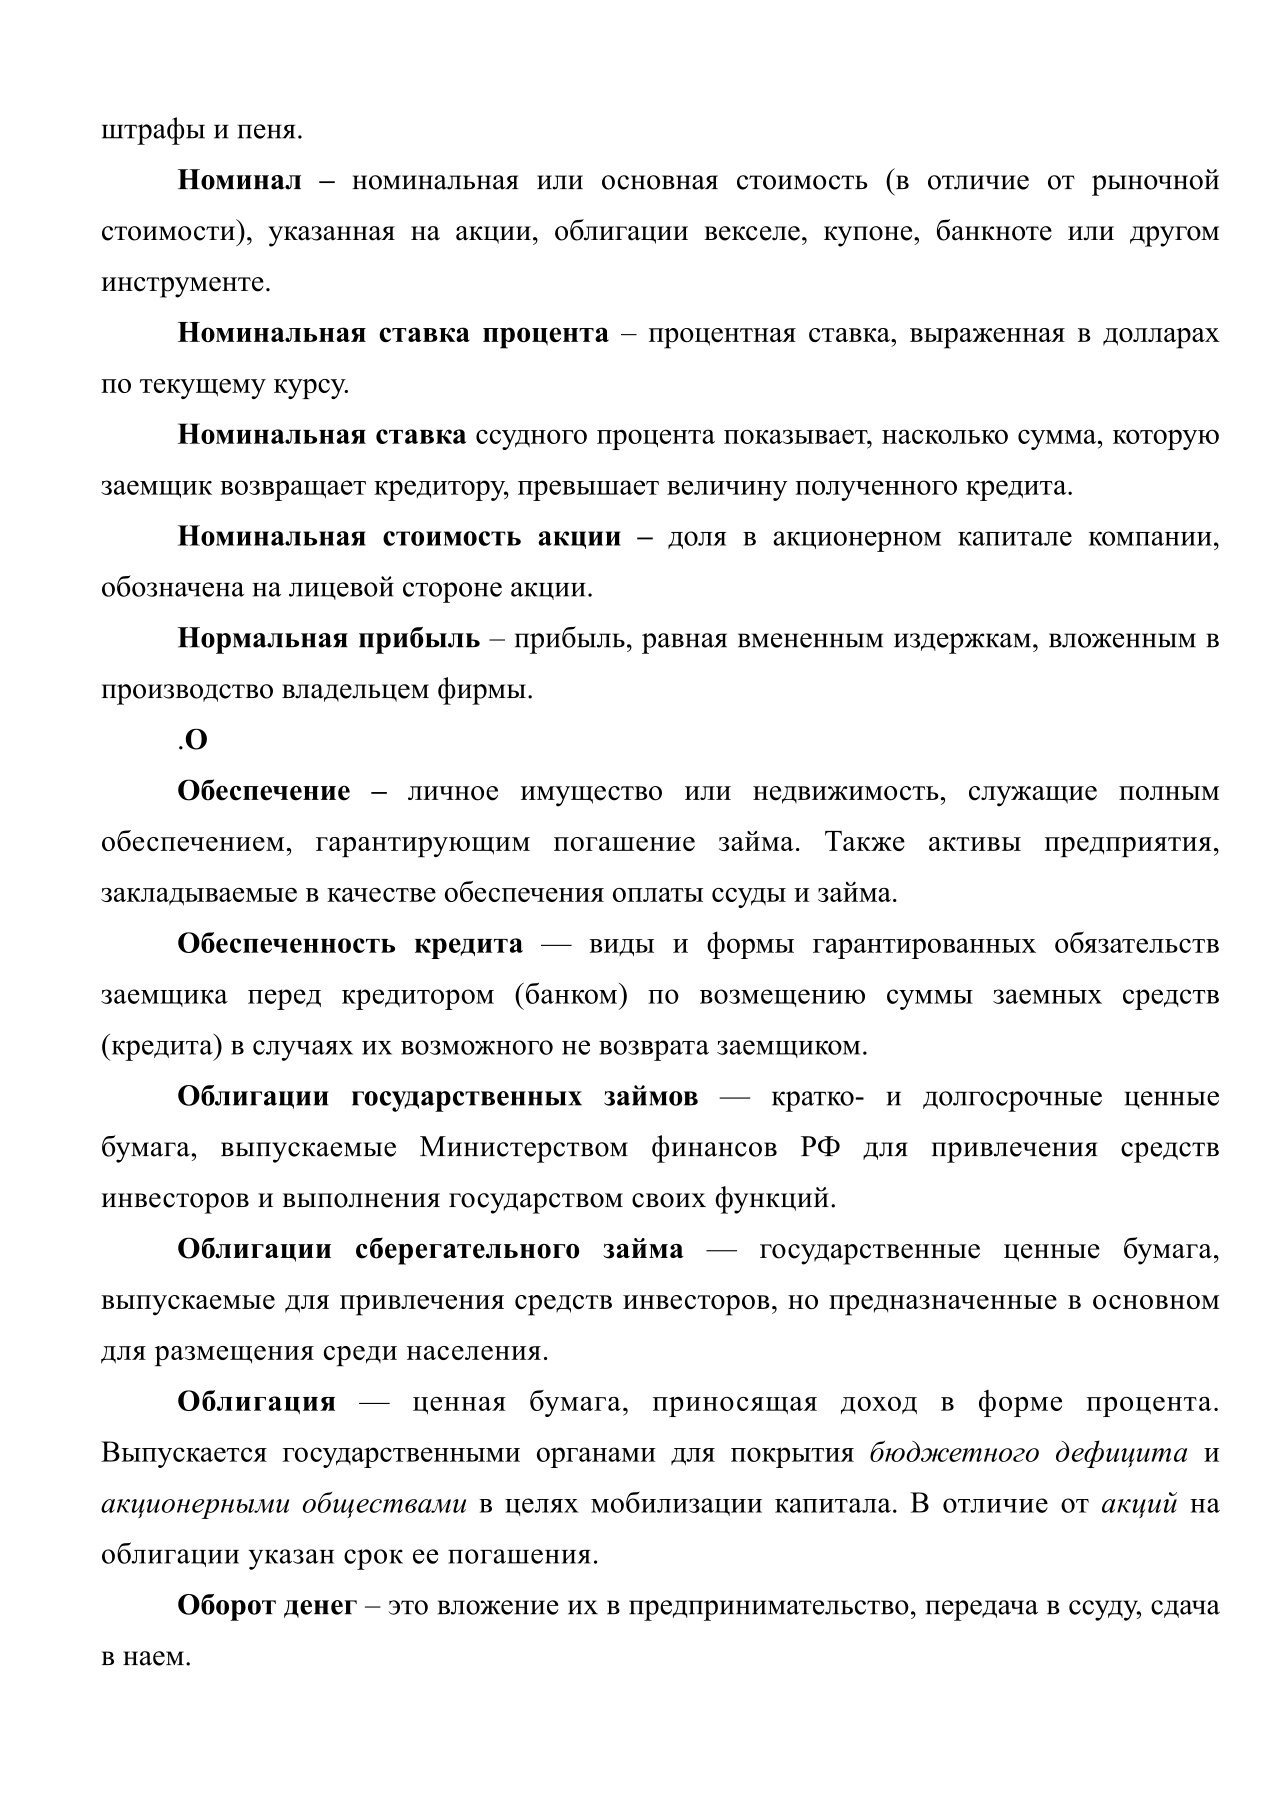 штрафы и пеня.
Номинал – номинальная или основная стоимость (в отличие от рыночной
стоимости), указанная на акции, облигации векселе, купоне, банкноте или другом
инструменте.
Номинальная ставка процента – процентная ставка, выраженная в долларах
по текущему курсу.
Номинальная ставка ссудного процента показывает, насколько сумма, которую
заемщик возвращает кредитору, превышает величину полученного кредита.
Номинальная стоимость акции – доля в акционерном капитале компании,
обозначена на лицевой стороне акции.
Нормальная прибыль – прибыль, равная вмененным издержкам, вложенным в
производство владельцем фирмы.
.О
Обеспечение – личное имущество или недвижимость, служащие полным
обеспечением, гарантирующим погашение займа. Также активы предприятия,
закладываемые в качестве обеспечения оплаты ссуды и займа.
Обеспеченность кредита — виды и формы гарантированных обязательств
заемщика перед кредитором (банком) по возмещению суммы заемных средств
(кредита) в случаях их возможного не возврата заемщиком.
Облигации государственных займов — кратко- и долгосрочные ценные
бумага, выпускаемые Министерством финансов РФ для привлечения средств
инвесторов и выполнения государством своих функций.
Облигации сберегательного займа — государственные ценные бумага,
выпускаемые для привлечения средств инвесторов, но предназначенные в основном
для размещения среди населения.
Облигация — ценная бумага, приносящая доход в форме процента.
Выпускается государственными органами для покрытия бюджетного дефицита и
акционерными обществами в целях мобилизации капитала. В отличие от акций на
облигации указан срок ее погашения.
Оборот денег – это вложение их в предпринимательство, передача в ссуду, сдача
в наем.